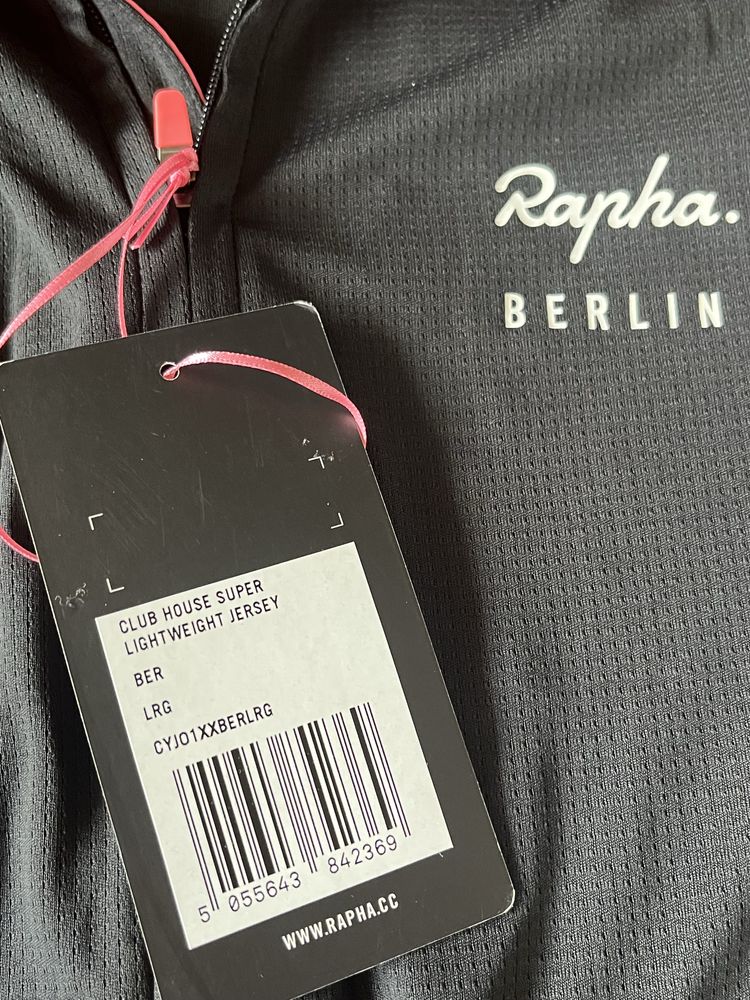 Rapha.
BERLIN
CLUB HOUSE SUPER
LIGHTWEIGHT JERSEY
BER
LRG
CYJ01XXBERLRG
5 055643 842369
WWW.RAPHA.CC